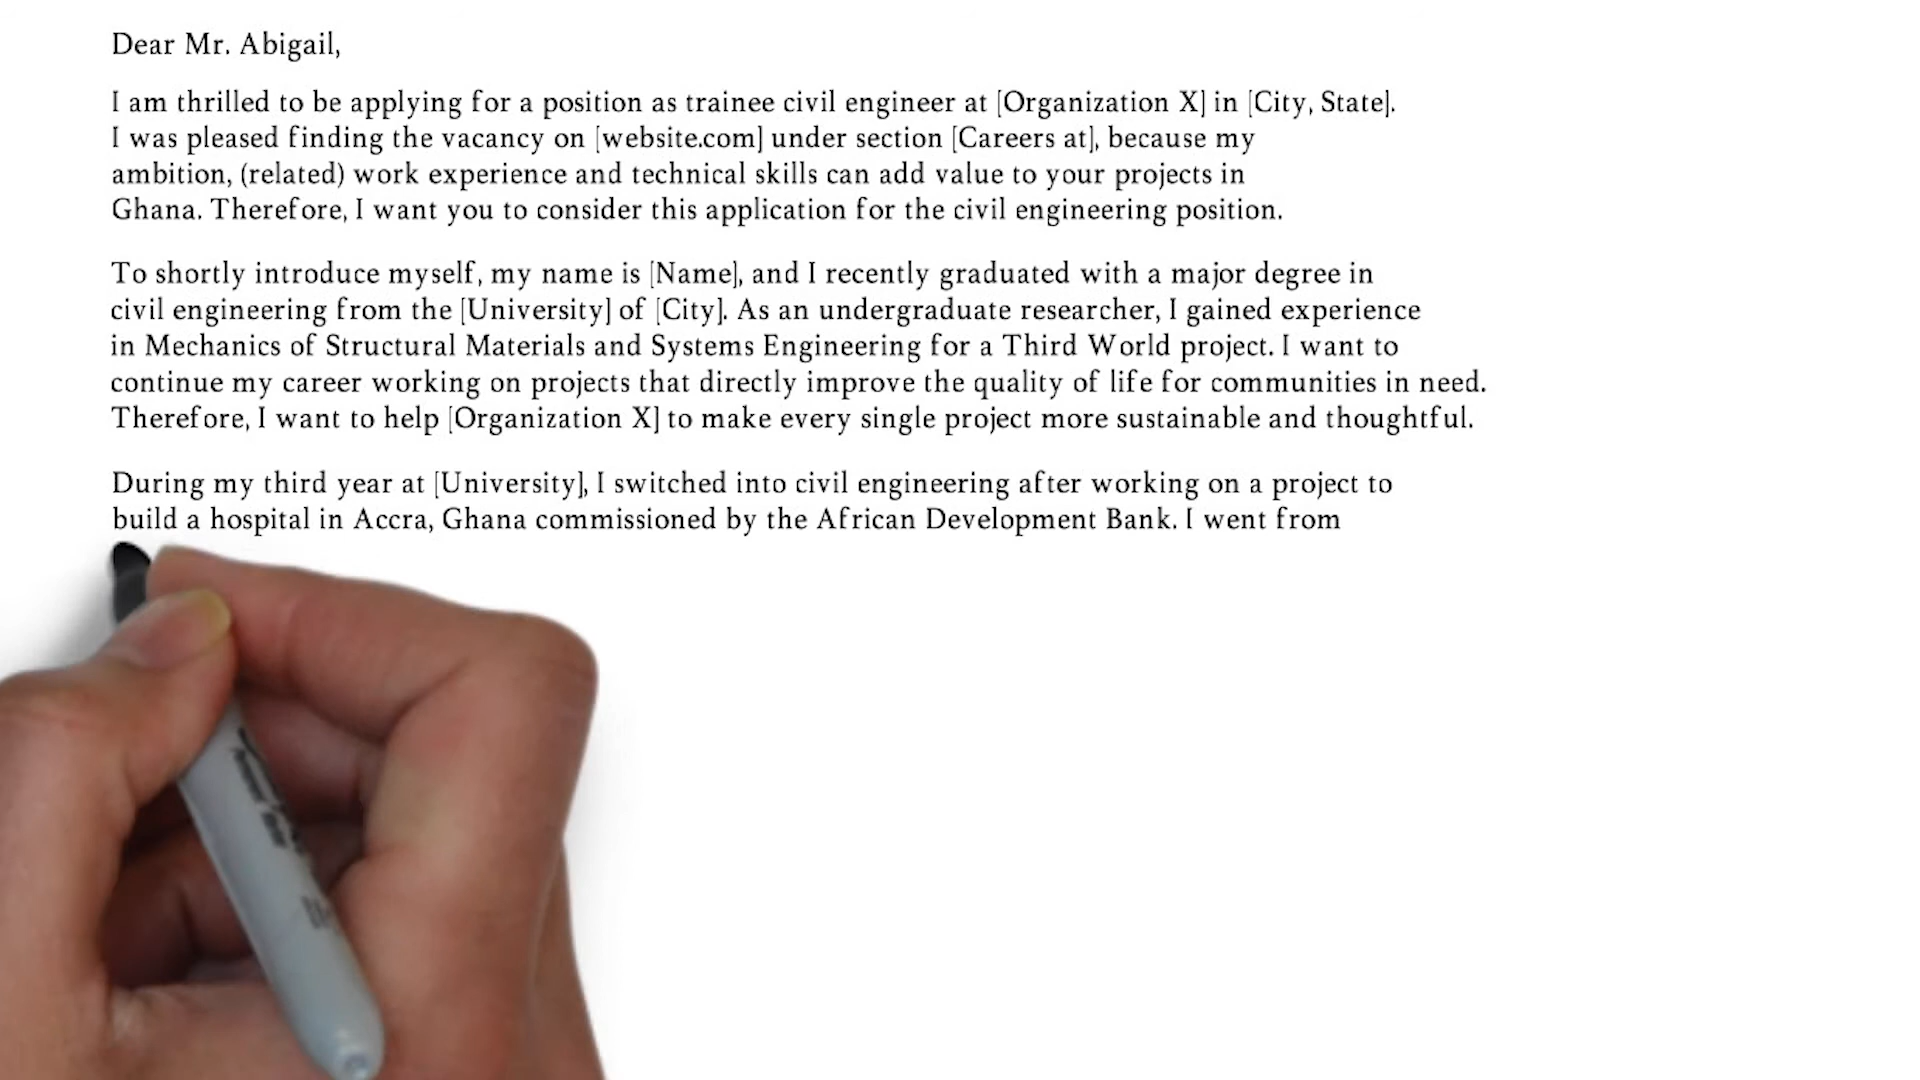 Dear Mr. Abigail,
I am thrilled to be applying for a position as trainee civil engineer at [Organization X] in [City, State].
I was pleased finding the vacancy on [website.com] under section [Careers at], because my
ambition, (related) work experience and technical skills can add value to your projects in
Ghana. Therefore, I want you to consider this application for the civil engineering position.
To shortly introduce myself, my name is [Name], and I recently graduated with a major degree in
civil engineering from the [University] of [City]. As an undergraduate researcher, I gained experience
in Mechanics of Structural Materials and Systems Engineering for a Third World project. I want to
continue my career working on projects that directly improve the quality of life for communities in need.
Therefore, I want to help [Organization X] to make every single project more sustainable and thoughtful.
During my third year at [University], I switched into civil engineering after working on a project to
build a hospital in Accra, Ghana commissioned by the African Development Bank. I went from